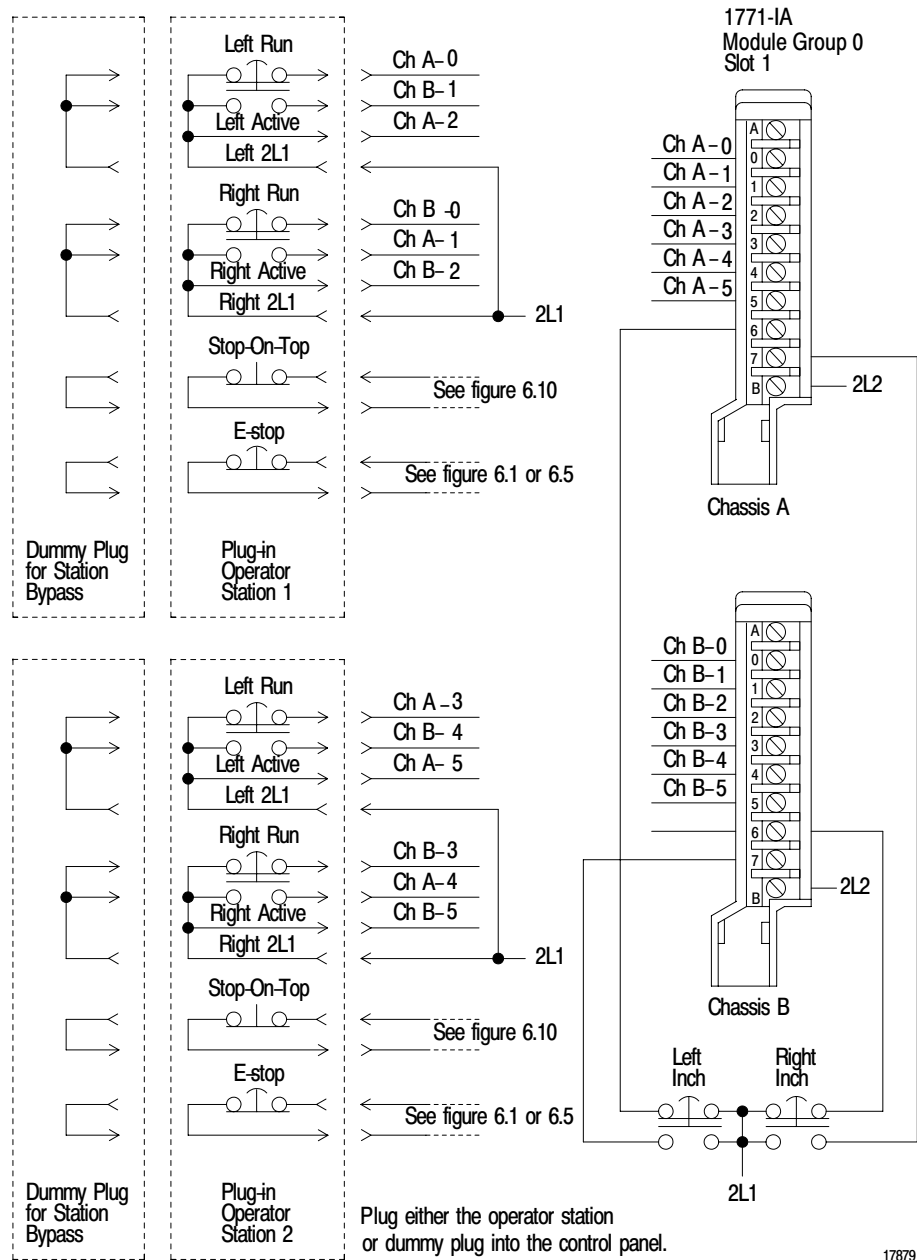 Left Run
Ch A-0
Ch B-1
Left Active
Ch A-2
Left 2L1
Right Run
Ch B -0
Ch A-1
Right Active
Ch B-2
Right 2L1
2L1
Stop-On-Top
See figure 6.10
E-stop
See figure 6.1 or 6.5
Dummy Plug
for Station
Bypass
Plug-in
Operator
Station 1
1771-IA
Module Group 0
Slot 1
A
0
1
2
3
4
5
6
7
B
Ch A-0
Ch A-1
Ch A-2
Ch A-3
Ch A-4
Ch A-5
2L2
Chassis A
Left Run
Ch A-3
Ch B-4
Left Active
Ch A-5
Left 2L1
Right Run
Ch B-3
Ch A-4
Right Active
Ch B-5
Right 2L1
2L1
Stop-On-Top
See figure 6.10
E-stop
See figure 6.1 or 6.5
Dummy Plug
for Station
Bypass
Plug-in
Operator
Station 2
A
0
1
2
3
4
5
6
7
B
Ch B-0
Ch B-1
Ch B-2
Ch B-3
Ch B-4
Ch B-5
2L2
Chassis B
Left
Inch
Right
Inch
2L1
Plug either the operator station
or dummy plug into the control panel.
17879